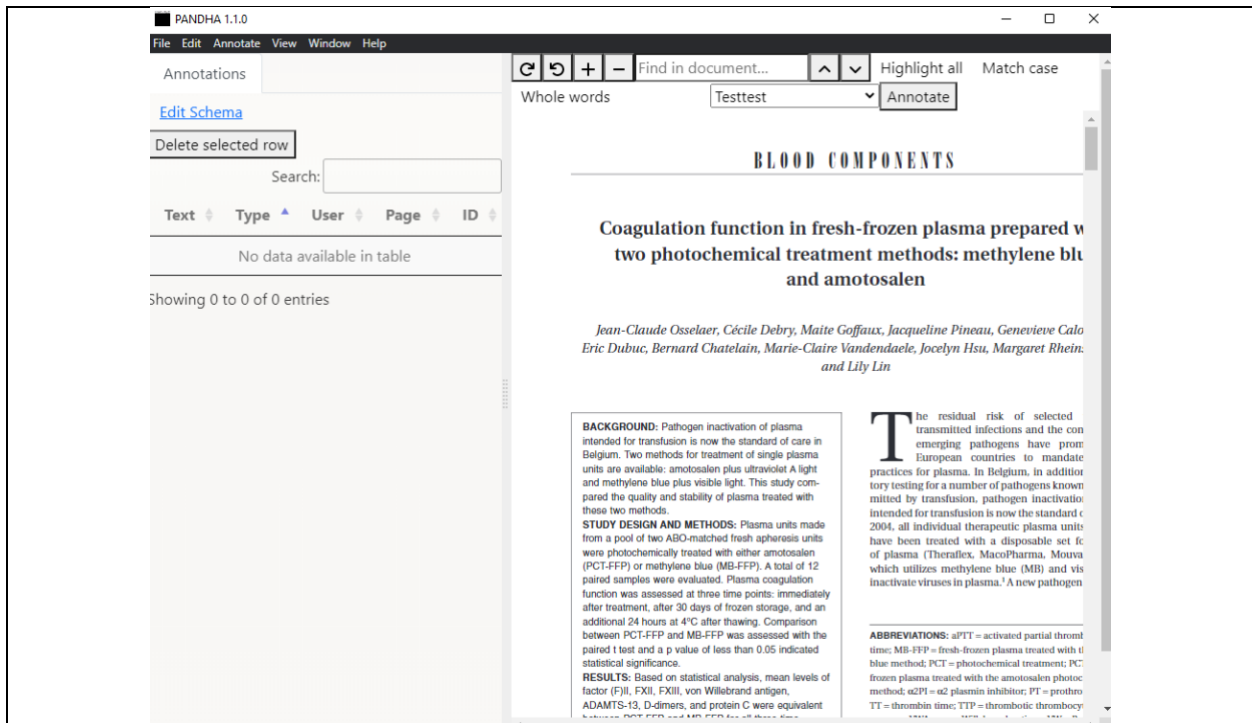 PANDHA 1.1.0
File Edit Annotate View Window Help
Annotations
Edit Schema
Delete selected row
Search:
Text Type User Page ID
No data available in table
Showing 0 to 0 of 0 entries
Find in document... Highlight all Match case
Whole words Testtest Annotate
BLOOD COMPONENTS
Coagulation function in fresh-frozen plasma prepared
two photochemical treatment methods: methylene
and amotosalen
Jean-Claude Osselaer, Cécile Debry, Maite Goffaux, Jacqueline Pineau, Genevieve
Eric Dubuc, Bernard Chatelain, Marie-Claire Vandendaele, Jocelyn Hsu, Margaret
and Lily Lin
BACKGROUND: Pathogen inactivation of plasma
intended for transfusion is now the standard of care in
Belgium. Two methods for treatment of single plasma
units are available: amotosalen plus ultraviolet A light
and methylene blue plus visible light. This study com-
pared the quality and stability of plasma treated with
these two methods.
STUDY DESIGN AND METHODS: Plasma units made
from a pool of two ABO-matched fresh apheresis units
were photochemically treated with either amotosalen
(PCT-FFP) or methylene blue (MB-FFP). A total of 12
paired samples were evaluated. Plasma coagulation
function was assessed at three time points: immediately
after treatment, after 30 days of frozen storage, and an
additional 24 hours at 4°C after thawing. Comparison
between PCT-FFP and MB-FFP was assessed with the
paired t test and a p value of less than 0.05 indicated
statistical significance.
RESULTS: Based on statistical analysis, mean levels of
factor (F)II, FXII, FXIII, von Willebrand antigen,
ADAMTS-13, D-dimers, and protein C were equivalent
The residual risk of selected
transmitted infections and the
emerging pathogens have
European countries to mandate
practices for plasma. In Belgium, in
tory testing for a number of pathogens known
mitted by transfusion, pathogen
intended for transfusion is now the standard
2004, all individual therapeutic plasma units
have been treated with a disposable set
of plasma (Theraflex, MacoPharma,
which utilizes methylene blue (MB) and
inactivate viruses in plasma.¹ A new pathogen
ABBREVIATIONS: aPTT = activated partial
time; MB-FFP = fresh-frozen plasma treated with
blue method; PCT = photochemical treatment;
frozen plasma treated with the amotosalen
method; α2PI = α2 plasmin inhibitor; PT =
TT = thrombin time; TTP = thrombotic